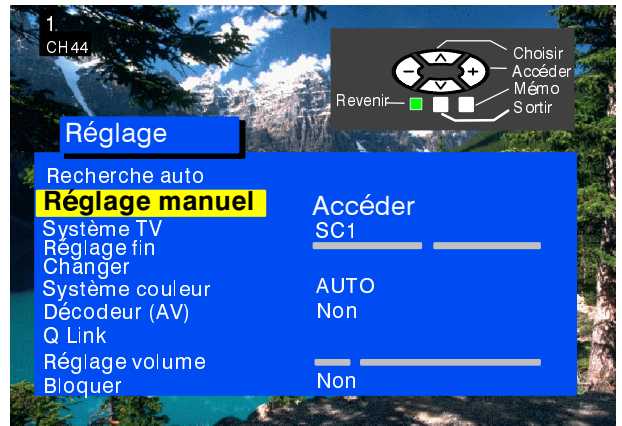 1.
CH44
Choisir
Accéder
Mémo
Revenir
Sortir
Réglage
Recherche auto
Réglage manuel Accéder
Système TV SC1
Réglage fin
Changer
Système couleur AUTO
Décodeur (AV) Non
Q Link
Réglage volume
Bloquer Non